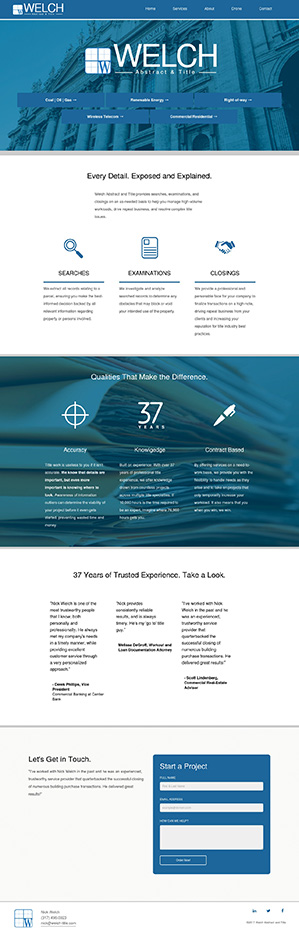 WELCH
Home Services About Drone Contact
WELCH
Abstract & Title
Coal | Oil | Gas → Renewable Energy → Right of way →
Wireless Telecom → Commercial/Residential →
Every Detail. Exposed and Explained.
Welch Abstract and Title provides searches, examinations, and
closings on an as-needed basis to help you manage high volume
workloads, drive repeat business, and resolve complex title
issues.
SEARCHES
We extract all records relating to a
parcel, ensuring you make the best-
informed decision backed by all
relevant information regarding
property or persons involved.
EXAMINATIONS
We investigate and analyze
searched records to determine any
obstacles that may block or void
your intended use of the property.
CLOSINGS
We provide a professional and
personable face for your company to
finalize transactions on a high-note,
driving repeat business from your
clients and increasing your
reputation for title industry best
practices.
Qualities That Make the Difference.
37
YEARS
Accuracy
Title work is useless to you if it isn't
accurate. We know that details are
important, but even more
important is knowing where
to look. Awareness of information
outliers can determine the viability of
your project before it even gets
started, preventing wasted time and
money.
Knowledge
Built on experience. With over 37
years of professional title
experience, we offer knowledge
drawn from countless projects
across multiple title specialties. If
10,000 hours is the time required to
be an expert, imagine where 76,960
hours gets you.
Contract Based
By offering services on a need-to-
work basis, we provide you with the
flexibility to handle needs as they
arise and to take on projects that
only temporarily increase your
workload. It also means that you
when you win, we win.
37 Years of Trusted Experience. Take a Look.
"Nick Welch is one of the
most trustworthy people
that I know, both
personally and
professionally. He always
met my company's needs
in a timely manner, while
providing excellent
customer service through
a very personalized
approach."
- Derek Phillips, Vice
President
Commercial Banking at Center
Bank
"Nick provides
consistently reliable
results, and is always
timely. He's my 'go to title
guy.'"
Melissa DeGroff, Workout and
Loan Documentation Attorney
"I've worked with Nick
Welch in the past and he
was an experienced,
trustworthy service
provider that
quarterbacked the
successful closing of
numerous building
purchase transactions. He
delivered great results!"
- Scott Lindenberg,
Commercial Real-Estate
Advisor
Let's Get in Touch.
"I've worked with Nick Welch in the past and he was an experienced,
trustworthy service provider that quarterbacked the successful closing
of numerous building purchase transactions. He delivered great
results!"
Start a Project
FULL NAME
EMAIL ADDRESS
HOW CAN WE HELP?
Nick Welch
nick@welch-title.com